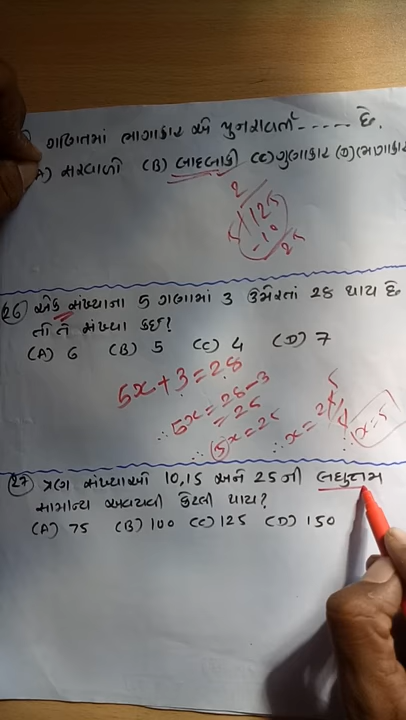 ગણિતમાં ભાગાકાર એ પુનરાવર્તી ----- છે.
A) સરવાળો (B) બાદબાકી (C) ગુણાકાર (D) ભાગાકાર
2
5 125
-10
25
26 એક સંખ્યાના 5 ગણામાં 3 ઉમેરતાં 28 થાય છે
તો તે સંખ્યા કઈ?
(A) 6 (B) 5 (C) 4 (D) 7
5x+3=28
∴ 5x=28-3
=25
∴ 5x=25
∴ x=25/
∴ x=5
27 ત્રણ સંખ્યાઓ 10,15 અને 25 ની લઘુત્તમ
સામાન્ય અવયવી કેટલી થાય?
(A) 75 (B) 100 (C) 125 (D) 150